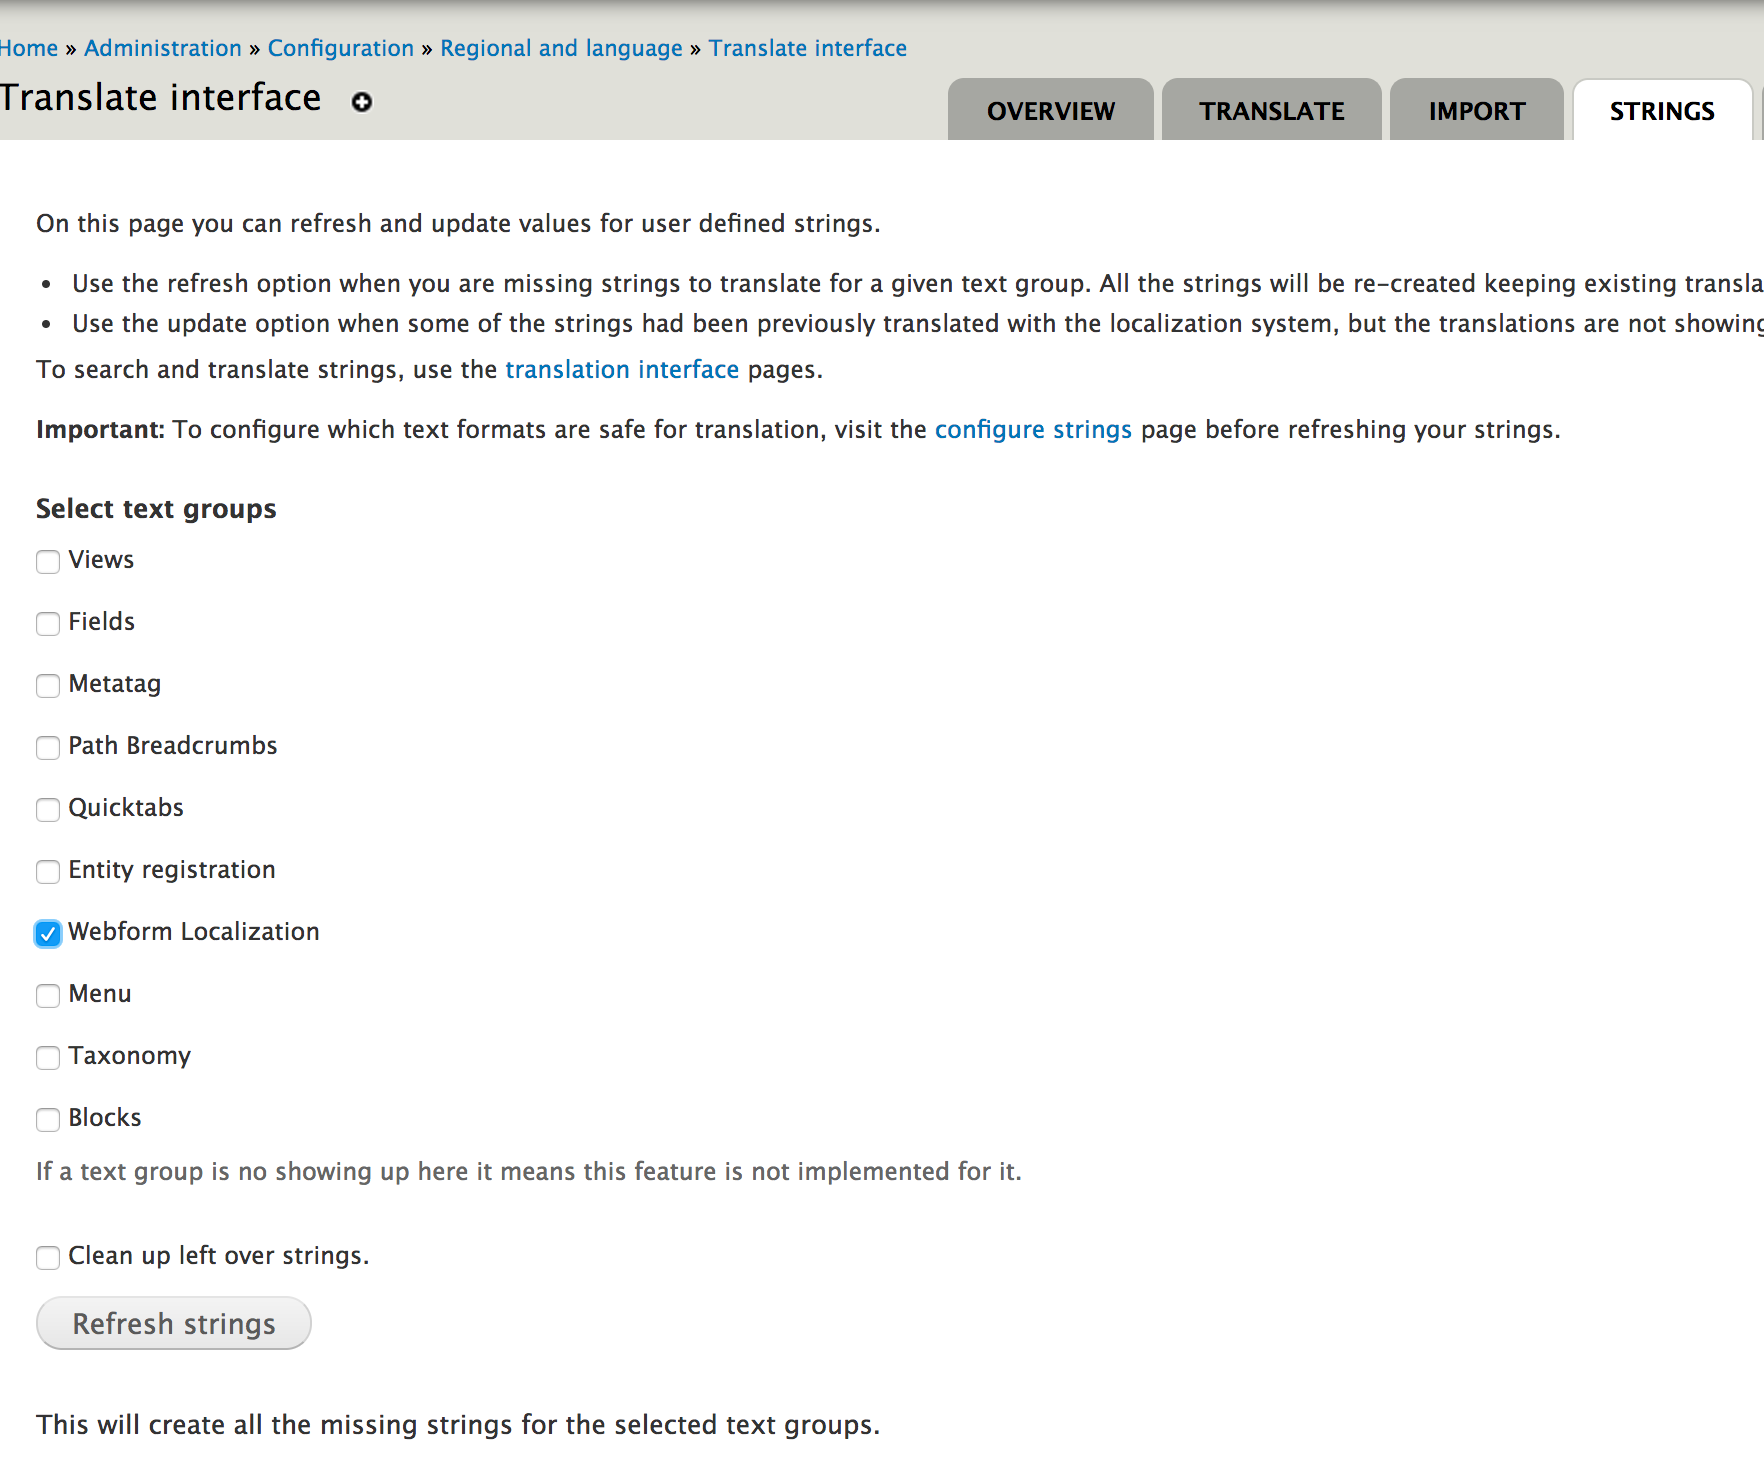 Home » Administration » Configuration » Regional and language » Translate interface
Translate interface
OVERVIEW
TRANSLATE
IMPORT
STRINGS
On this page you can refresh and update values for user defined strings.
• Use the refresh option when you are missing strings to translate for a given text group. All the strings will be re-created keeping existing
• Use the update option when some of the strings had been previously translated with the localization system, but the translations are not showing
To search and translate strings, use the translation interface pages.
Important: To configure which text formats are safe for translation, visit the configure strings page before refreshing your strings.
Select text groups
Views
Fields
Metatag
Path Breadcrumbs
Quicktabs
Entity registration
Webform Localization
Menu
Taxonomy
Blocks
If a text group is no showing up here it means this feature is not implemented for it.
Clean up left over strings.
Refresh strings
This will create all the missing strings for the selected text groups.